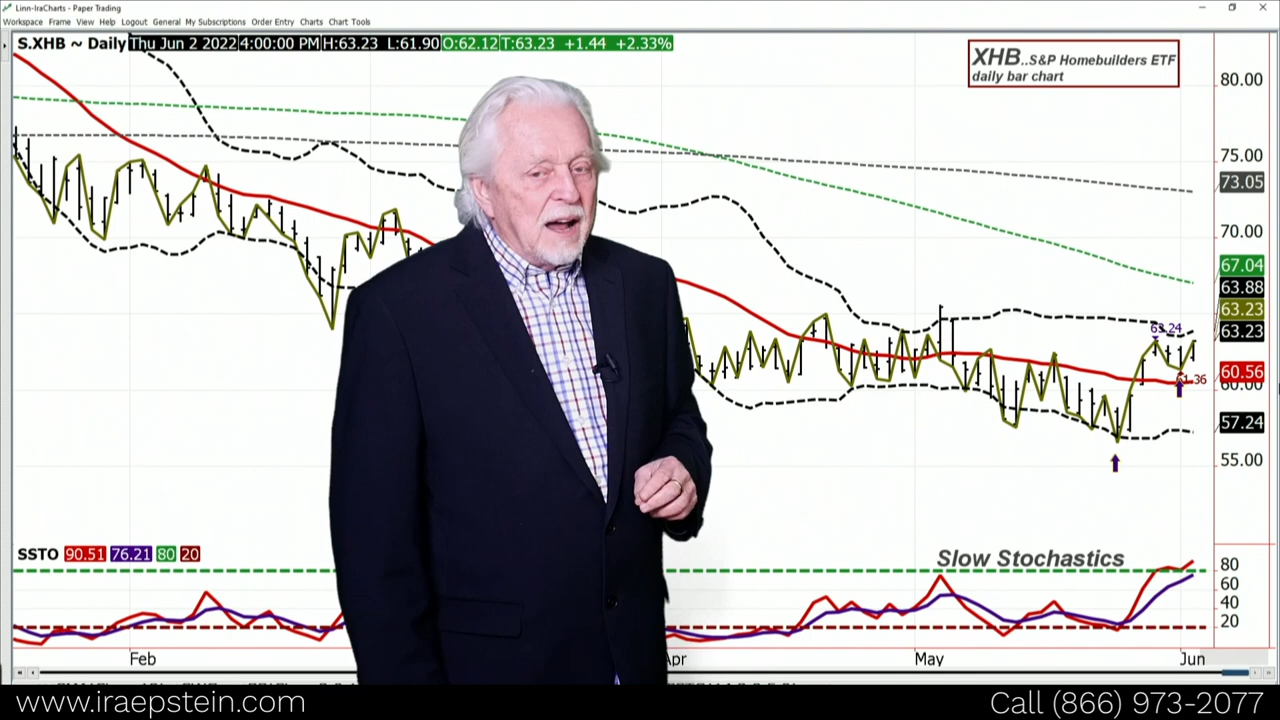 Linn-IraCharts - Paper Trading
Workspace Frame View Help Logout General My Subscriptions Order Entry Charts Chart Tools
S.XHB ~ Daily Thu Jun 2 2022 4:00:00 PM H:63.23 L:61.90 O:62.12 T:63.23 +1.44 +2.33%
XHB..S&P Homebuilders ETF
daily bar chart
80.00
75.00
73.05
70.00
67.04
63.88
63.23
63.24
63.23
60.56
60.00
57.24
55.00
SSTO 90.51 76.21 80 20
Slow Stochastics
80
60
40
20
Feb
Apr
May
Jun
www.iraepstein.com
Call (866) 973-2077